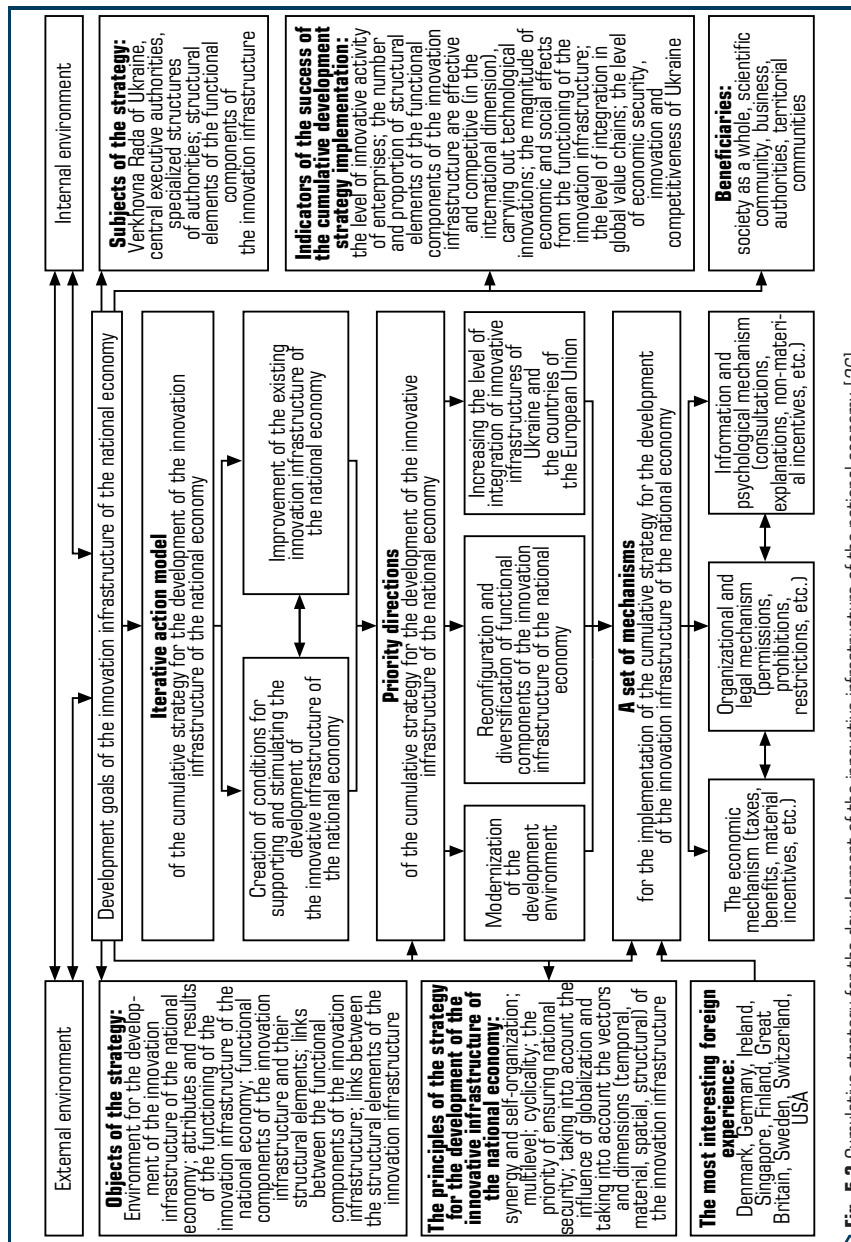 External environment
Internal environment
Development goals of the innovation infrastructure of the national economy
Objects of the strategy:
Environment for the develop-
ment of the innovation
infrastructure of the national
economy; attributes and results
of the functioning of the
innovation infrastructure of the
national economy; functional
components of the innovation
infrastructure and their
structural elements; links
between the functional
components of the innovation
infrastructure; links between
the structural elements of the
innovation infrastructure
Iterative action model
of the cumulative strategy for the development of the innovation
infrastructure of the national economy
Creation of conditions for
supporting and stimulating the
development of
the innovative infrastructure of
the national economy
Improvement of the existing
innovation infrastructure of
the national economy
Subjects of the strategy:
Verkhovna Rada of Ukraine,
central executive authorities,
specialized structures
of authorities; structural
elements of the functional
components of
the innovation infrastructure
The principles of the strategy
for the development of the
innovative infrastructure of
the national economy:
synergy and self-organization;
multilevel; cyclicality; the
priority of ensuring national
security; taking into account the
influence of globalization and
taking into account the vectors
and dimensions (temporal,
material, spatial, structural) of
the innovation infrastructure
Priority directions
of the cumulative strategy for the development of the innovative
infrastructure of the national economy
Modernization
of the
development
environment
Reconfiguration and
diversification of functional
components of the innovation
infrastructure of the national
economy
Increasing the level of
integration of innovative
infrastructures of
Ukraine and
the countries of
the European Union
Indicators of the success of
the cumulative development
strategy implementation:
the level of innovative activity
of enterprises; the number
and proportion of structural
elements of the functional
components of the innovation
infrastructure are effective
and competitive (in the
international dimension),
carrying out technological
innovations; the magnitude of
economic and social effects
from the functioning of the
innovation infrastructure;
the level of integration in
global value chains; the level
of economic security,
innovation and
competitiveness of Ukraine
The most interesting foreign
experience:
Denmark, Germany, Ireland,
Singapore, Finland, Great
Britain, Sweden, Switzerland,
USA
A set of mechanisms
for the implementation of the cumulative strategy for the development
of the innovation infrastructure of the national economy
The economic
mechanism (taxes,
benefits, material
incentives, etc.)
Organizational and
legal mechanism
(permissions,
prohibitions,
restrictions, etc.)
Information and
psychological mechanism
(consultations,
explanations, non-materi-
al incentives, etc.)
Beneficiaries:
society as a whole, scientific
community, business,
authorities, territorial
communities
Fig. 5.2 Cumulative strategy for the development of the innovative infrastructure of the national economy [26]